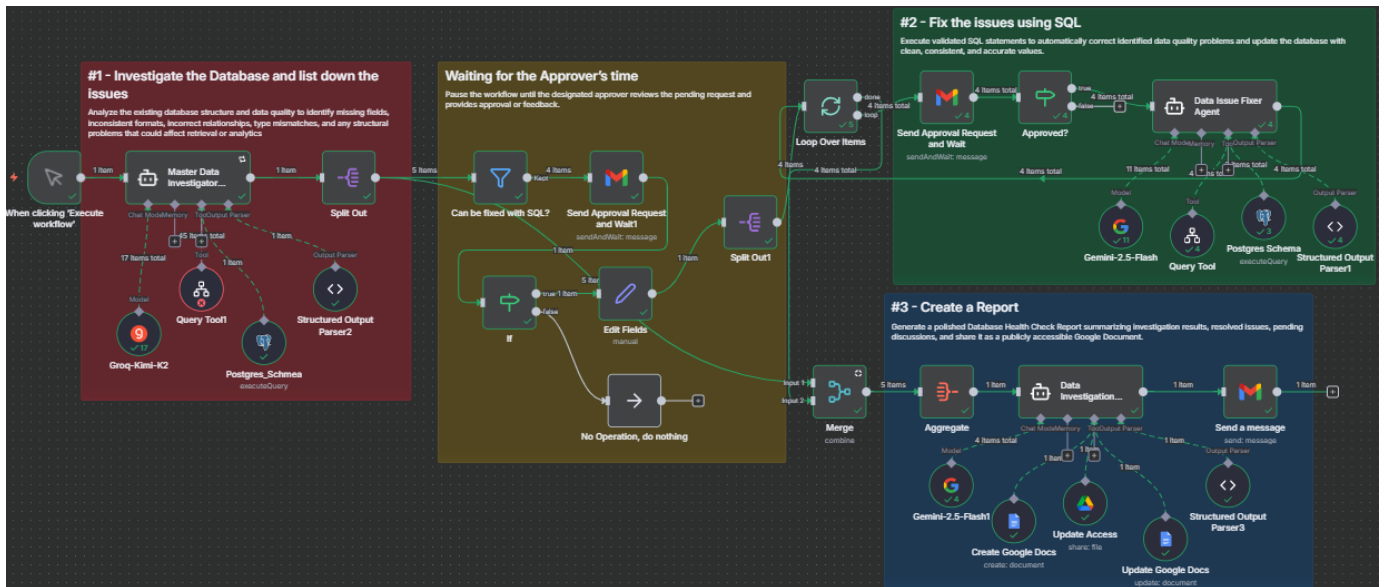 #1 - Investigate the Database and list down the
issues
Analyze the existing database structure and data quality to identify missing fields,
inconsistent formats, incorrect relationships, type mismatches, and any structural
problems that could affect retrieval or analytics
When clicking 'Execute
workflow'
1 Item
Master Data
Investigator...
1 Item
Split Out
5 Items
Chat Model
Memory
Tool
Output Parser
17 Items total
1 Item
1 Item
Model
Groq-Kimi-K2
17
Tool
Query Tool1
Postgres_Schmea
executeQuery
Output Parser
Structured Output
Parser2
Waiting for the Approver's time
Pause the workflow until the designated approver reviews the pending request and
provides approval or feedback.
Can be fixed with SQL?
Kept
4 Items
Send Approval Request
and Wait1
sendAndWait: message
1 Item
If
true
1 Item
false
5 Items
Edit Fields
manual
1 Item
Split Out1
No Operation, do nothing
#2 - Fix the issues using SQL
Execute validated SQL statements to automatically correct identified data quality problems and update the database with
clean, consistent, and accurate values.
Loop Over Items
5
done
loop
4 Items total
4 Items
4 Items total
Send Approval Request
and Wait
sendAndWait: message
4
4 Items total
Approved?
4
true
false
4 Items total
Data Issue Fixer
Agent
4
4 Items total
Chat Model
Memory
Tool
Output Parser
11 Items total
4 Items total
Model
Gemini-2.5-Flash
11
Tool
Query Tool
4
Postgres Schema
executeQuery
3
Output Parser
Structured Output
Parser1
4
#3 - Create a Report
Generate a polished Database Health Check Report summarizing investigation results, resolved issues, pending
discussions, and share it as a publicly accessible Google Document.
Input 1
Input 2
Merge
combine
5 Items
Aggregate
1 Item
Data
Investigation...
1 Item
Send a message
send: message
1 Item
Chat Model
Memory
Tool
Output Parser
4 Items total
1 Item
1 Item
1 Item
Model
Gemini-2.5-Flash1
4
Create Google Docs
create: document
Update Access
share: file
Update Google Docs
update: document
Output Parser
Structured Output
Parser3